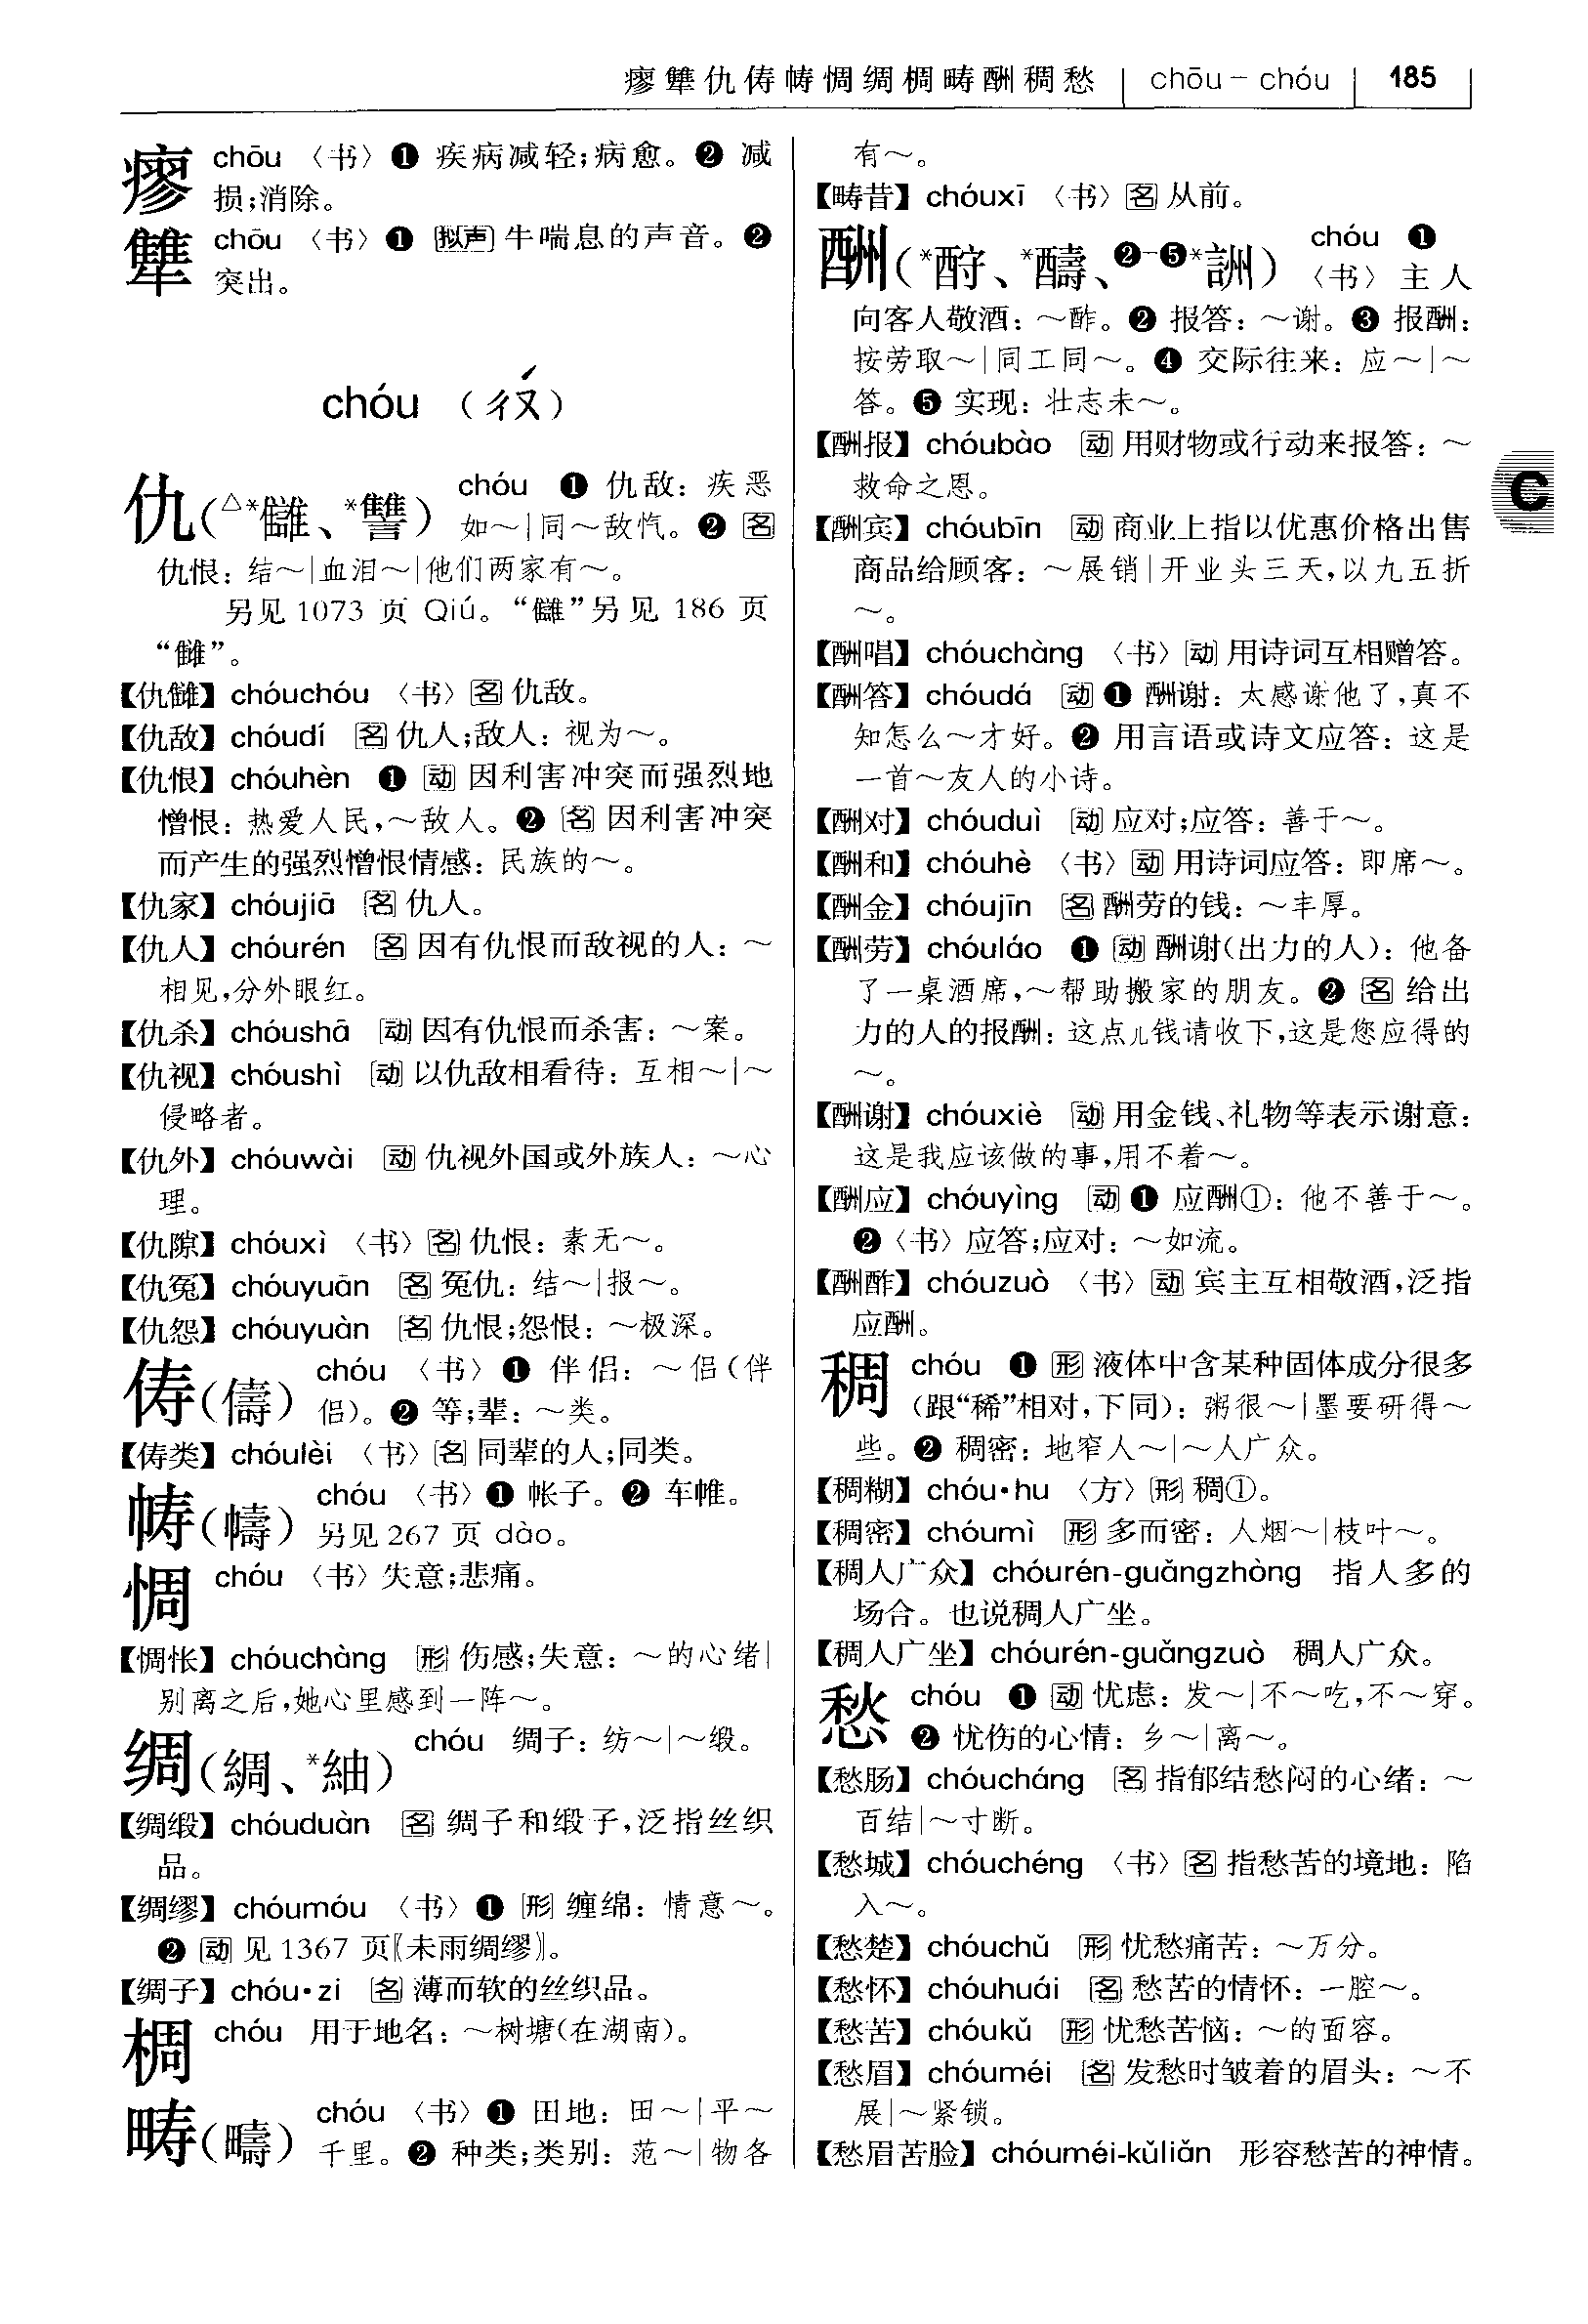 瘳犨仇俦帱惆绸椆畴酬稠愁 | chōu – chóu | 185
瘳 chōu 〈书〉❶ 疾病减轻;病愈。❷ 减
损;消除。
犨 chōu 〈书〉❶ [拟声] 牛喘息的声音。❷
突出。
chóu （ㄔㄡˊ）
仇(△*讎、*讐) chóu ❶ 仇敌：疾恶
如～|同～敌忾。❷ [名]
仇恨：结～|血泪～|他们两家有～。
另见 1073 页 Qiú。“讎”另见 186 页
“雠”。
【仇雠】 chóuchóu 〈书〉[名] 仇敌。
【仇敌】 chóudí [名] 仇人;敌人：视为～。
【仇恨】 chóuhèn ❶ [动] 因利害冲突而强烈地
憎恨：热爱人民,～敌人。❷ [名] 因利害冲突
而产生的强烈憎恨情感：民族的～。
【仇家】 chóujiā [名] 仇人。
【仇人】 chóurén [名] 因有仇恨而敌视的人：～
相见,分外眼红。
【仇杀】 chóushā [动] 因有仇恨而杀害：～案。
【仇视】 chóushì [动] 以仇敌相看待：互相～|～
侵略者。
【仇外】 chóuwài [动] 仇视外国或外族人：～心
理。
【仇隙】 chóuxì 〈书〉[名] 仇恨：素无～。
【仇冤】 chóuyuān [名] 冤仇：结～|报～。
【仇怨】 chóuyuàn [名] 仇恨;怨恨：～极深。
俦(儔) chóu 〈书〉❶ 伴侣：～侣(伴
侣)。❷ 等;辈：～类。
【俦类】 chóulèi 〈书〉[名] 同辈的人;同类。
帱(幬) chóu 〈书〉❶ 帐子。❷ 车帷。
另见 267 页 dào。
惆 chóu 〈书〉失意;悲痛。
【惆怅】 chóuchàng [形] 伤感;失意：～的心绪|
别离之后,她心里感到一阵～。
绸(綢、*紬) chóu 绸子：纺～|～缎。
【绸缎】 chóuduàn [名] 绸子和缎子,泛指丝织
品。
【绸缪】 chóumóu 〈书〉❶ [形] 缠绵：情意～。
❷ [动] 见 1367 页〖未雨绸缪〗。
【绸子】 chóu•zi [名] 薄而软的丝织品。
椆 chóu 用于地名：～树塘(在湖南)。
畴(疇) chóu 〈书〉❶ 田地：田～|平～
千里。❷ 种类;类别：范～|物各
有～。
【畴昔】 chóuxī 〈书〉[名] 从前。
酬(*酧、*醻、❷–❺*詶) chóu ❶
〈书〉主人
向客人敬酒：～酢。❷ 报答：～谢。❸ 报酬：
按劳取～|同工同～。❹ 交际往来：应～|～
答。❺ 实现：壮志未～。
【酬报】 chóubào [动] 用财物或行动来报答：～
救命之恩。
【酬宾】 chóubīn [动] 商业上指以优惠价格出售
商品给顾客：～展销|开业头三天,以九五折
～。
【酬唱】 chóuchàng 〈书〉[动] 用诗词互相赠答。
【酬答】 chóudá [动] ❶ 酬谢：太感谢他了,真不
知怎么～才好。❷ 用言语或诗文应答：这是
一首～友人的小诗。
【酬对】 chóuduì [动] 应对;应答：善于～。
【酬和】 chóuhè 〈书〉[动] 用诗词应答：即席～。
【酬金】 chóujīn [名] 酬劳的钱：～丰厚。
【酬劳】 chóuláo ❶ [动] 酬谢(出力的人)：他备
了一桌酒席,～帮助搬家的朋友。❷ [名] 给出
力的人的报酬：这点儿钱请收下,这是您应得的
～。
【酬谢】 chóuxiè [动] 用金钱、礼物等表示谢意：
这是我应该做的事,用不着～。
【酬应】 chóuyìng [动] ❶ 应酬①：他不善于～。
❷〈书〉应答;应对：～如流。
【酬酢】 chóuzuò 〈书〉[动] 宾主互相敬酒,泛指
应酬。
稠 chóu ❶ [形] 液体中含某种固体成分很多
(跟“稀”相对,下同)：粥很～|墨要研得～
些。❷ 稠密：地窄人～|～人广众。
【稠糊】 chóu•hu 〈方〉[形] 稠①。
【稠密】 chóumì [形] 多而密：人烟～|枝叶～。
【稠人广众】 chóurén-guǎngzhòng 指人多的
场合。也说稠人广坐。
【稠人广坐】 chóurén-guǎngzuò 稠人广众。
愁 chóu ❶ [动] 忧虑：发～|不～吃,不～穿。
❷ 忧伤的心情：乡～|离～。
【愁肠】 chóucháng [名] 指郁结愁闷的心绪：～
百结|～寸断。
【愁城】 chóuchéng 〈书〉[名] 指愁苦的境地：陷
入～。
【愁楚】 chóuchǔ [形] 忧愁痛苦：～万分。
【愁怀】 chóuhuái [名] 愁苦的情怀：一腔～。
【愁苦】 chóukǔ [形] 忧愁苦恼：～的面容。
【愁眉】 chóuméi [名] 发愁时皱着的眉头：～不
展|～紧锁。
【愁眉苦脸】 chóuméi-kǔliǎn 形容愁苦的神情。
C